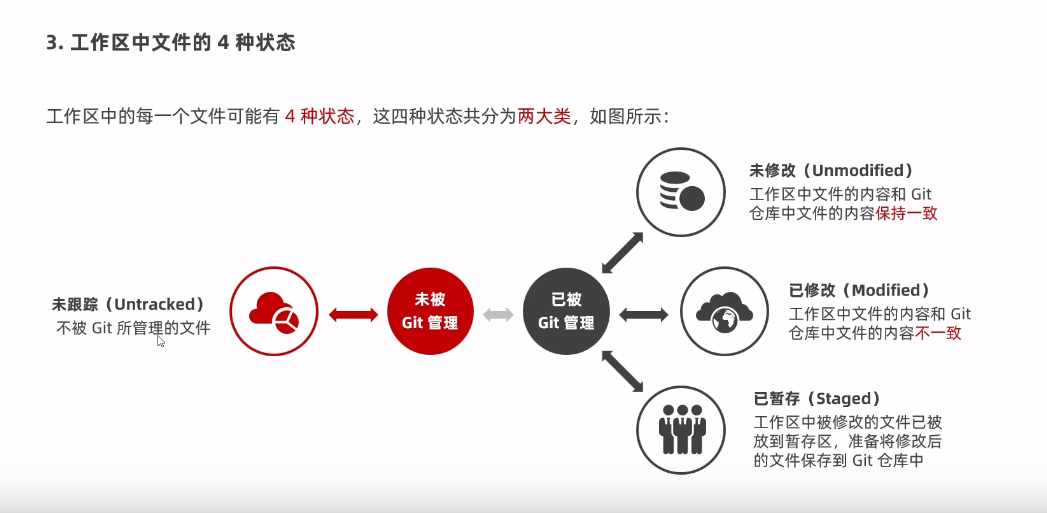 3. 工作区中文件的 4 种状态
工作区中的每一个文件可能有 4 种状态，这四种状态共分为两大类，如图所示：
未修改（Unmodified）
工作区中文件的内容和 Git
仓库中文件的内容保持一致
未跟踪（Untracked）
不被 Git 所管理的文件
未被
Git 管理
已被
Git 管理
已修改（Modified）
工作区中文件的内容和 Git
仓库中文件的内容不一致
已暂存（Staged）
工作区中被修改的文件已被
放到暂存区，准备将修改后
的文件保存到 Git 仓库中